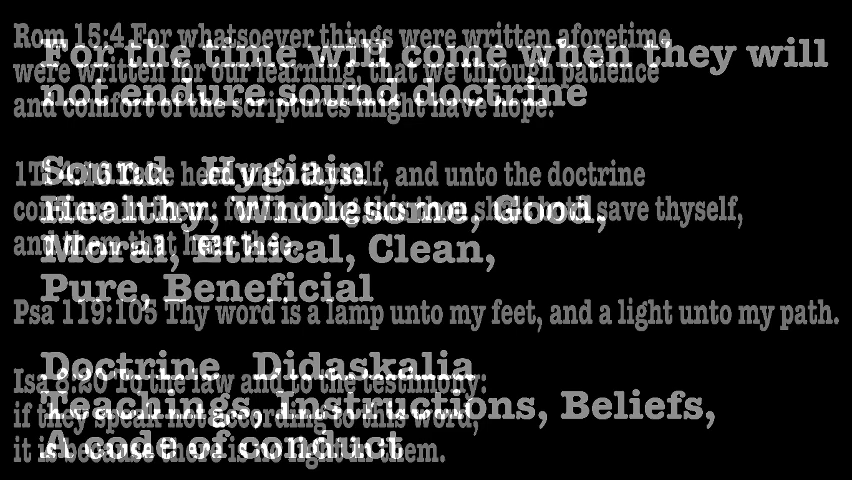 Rom 15:4 For whatsoever things were written aforetime
were written for our learning, that we through patience
and comfort of the scriptures might have hope.
For the time will come when they will
not endure sound doctrine
1Ti 4:16 Take heed unto thyself, and unto the doctrine
continue in them; for in doing this thou shalt both save thyself,
and them that hear thee.
Sound Hygiain
Healthy, Wholesome, Good,
Moral, Ethical, Clean,
Pure, Beneficial
Psa 119:105 Thy word is a lamp unto my feet, and a light unto my path.
Doctrine Didaskalia
Teachings, Instructions, Beliefs,
A code of conduct
Isa 8:20 To the law and to the testimony:
if they speak not according to this word,
it is because there is no light in them.